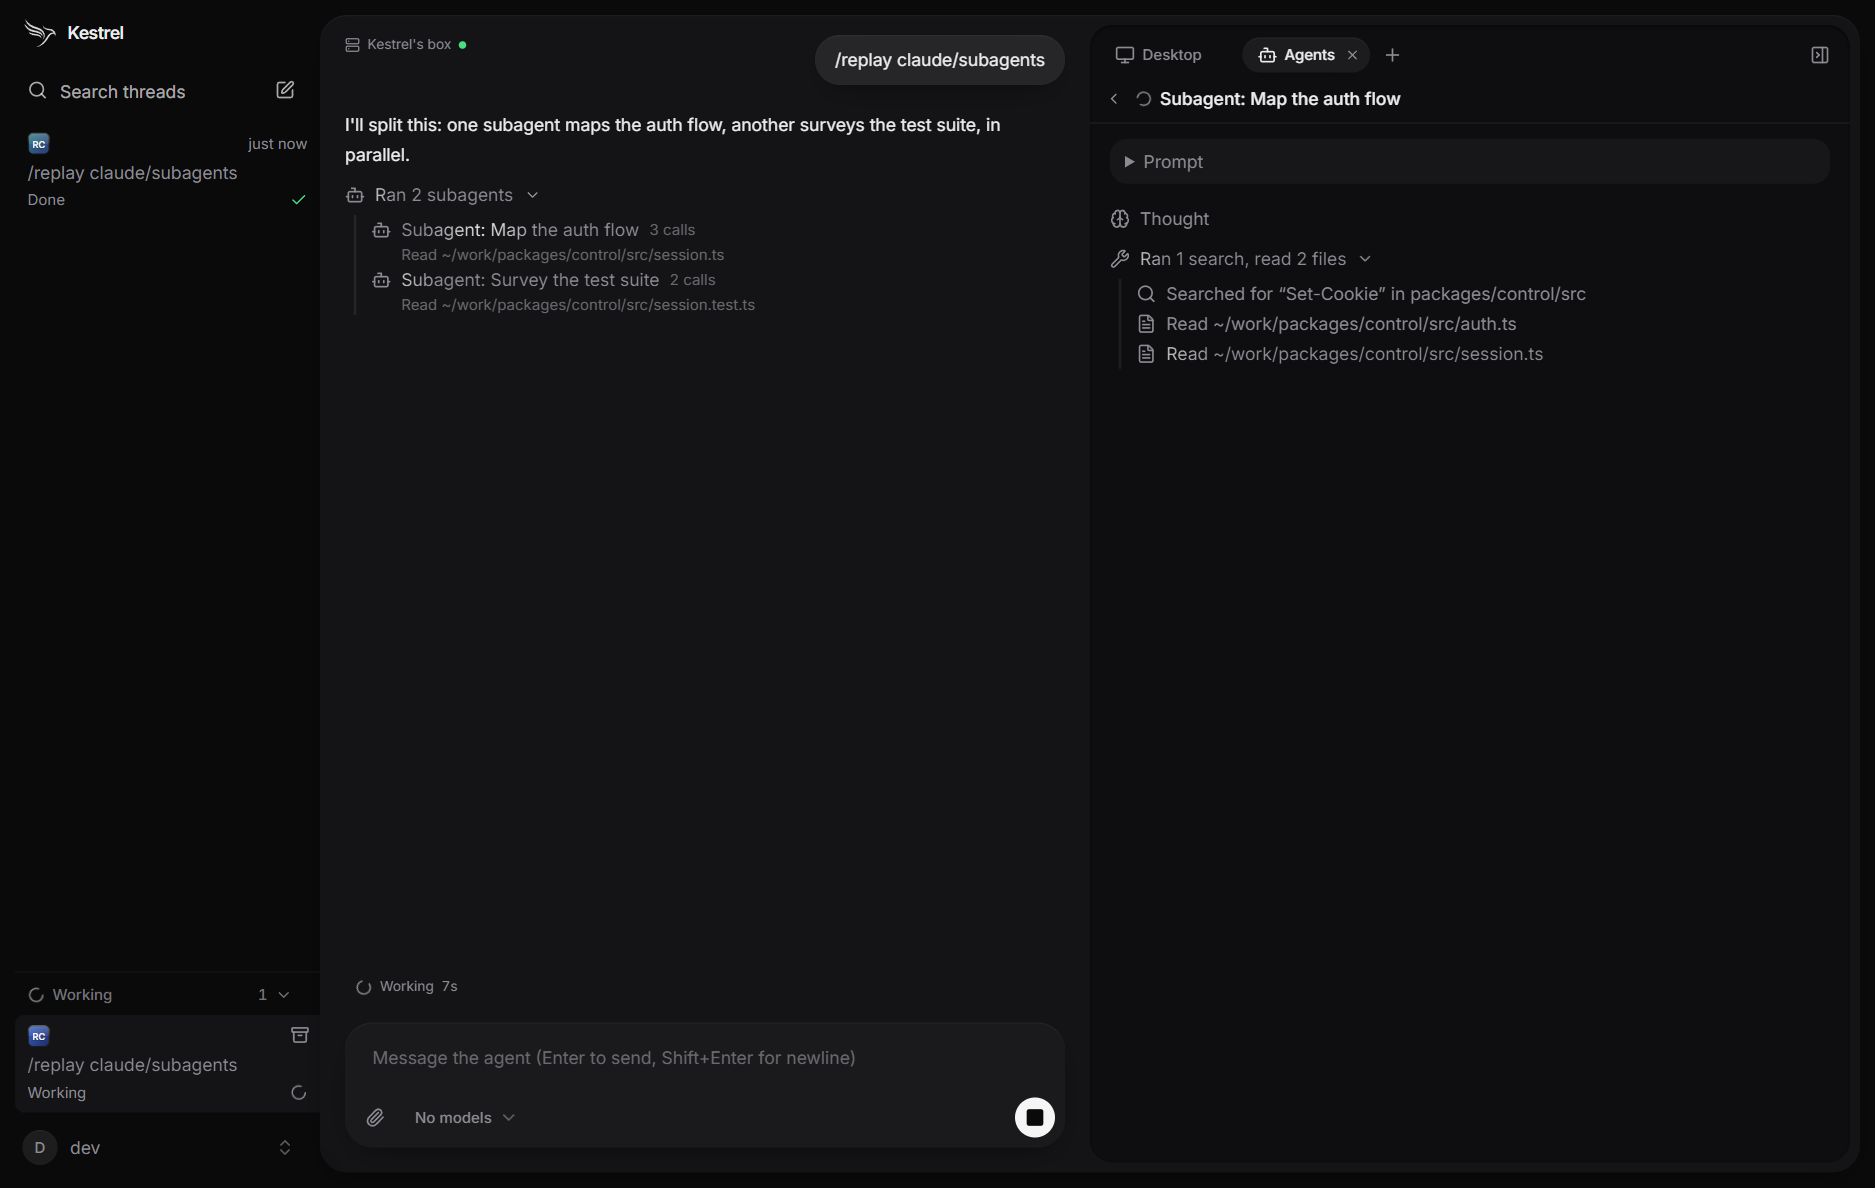 Kestrel
Search threads
RC
just now
/replay claude/subagents
Done
Working
1
RC
/replay claude/subagents
Working
D
dev
Kestrel's box
/replay claude/subagents
I'll split this: one subagent maps the auth flow, another surveys the test suite, in
parallel.
Ran 2 subagents
Subagent: Map the auth flow 3 calls
Read ~/work/packages/control/src/session.ts
Subagent: Survey the test suite 2 calls
Read ~/work/packages/control/src/session.test.ts
Working 7s
Message the agent (Enter to send, Shift+Enter for newline)
No models
Desktop
Agents
Subagent: Map the auth flow
Prompt
Thought
Ran 1 search, read 2 files
Searched for “Set-Cookie” in packages/control/src
Read ~/work/packages/control/src/auth.ts
Read ~/work/packages/control/src/session.ts